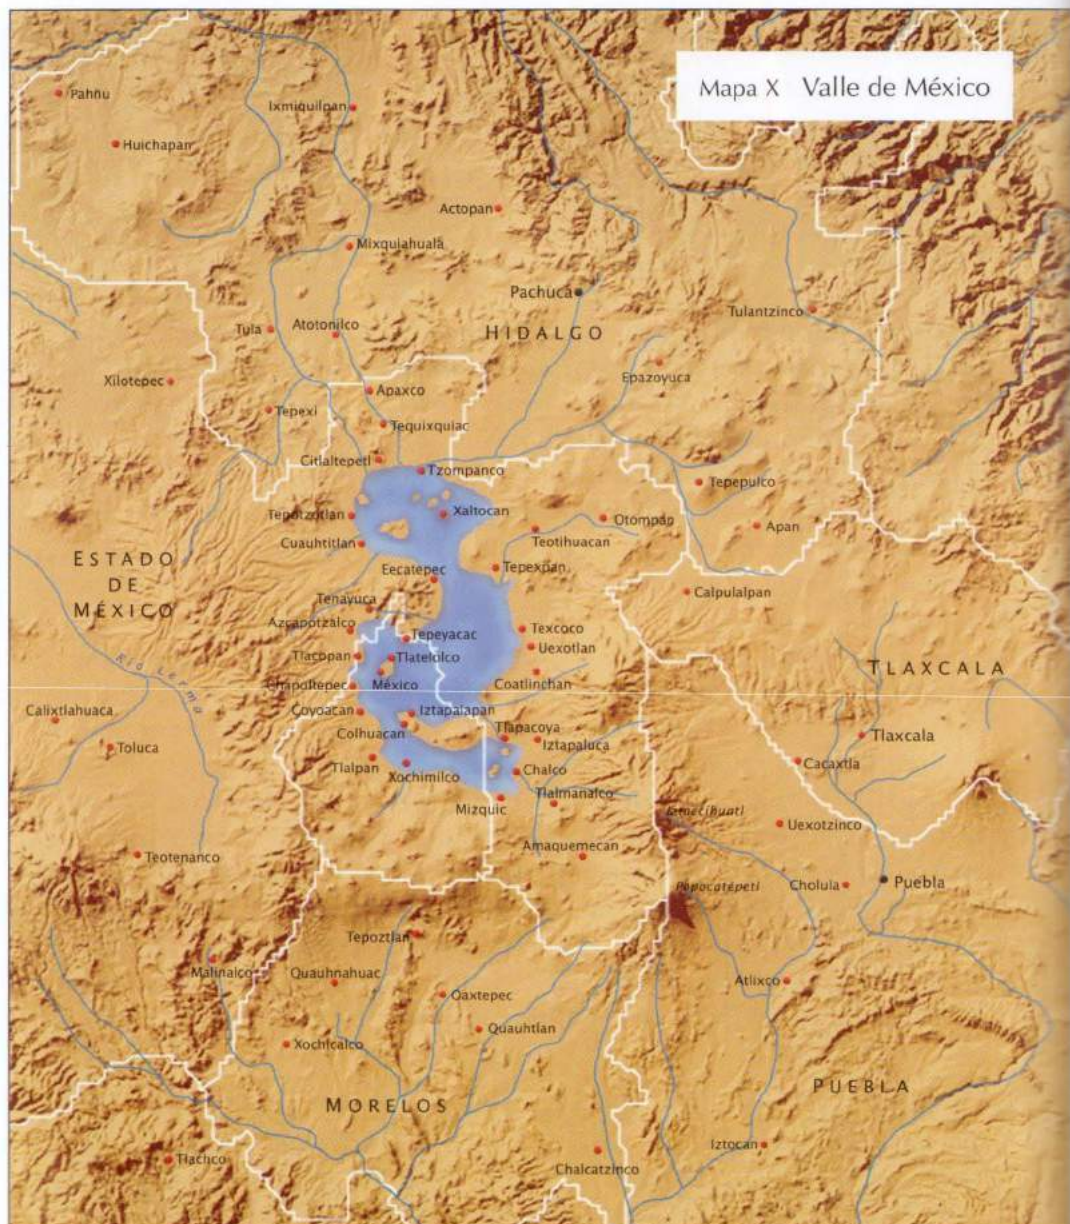 Mapa X Valle de México
Pahñu
Ixmiquilpan
Huichapan
Actopan
Mixquiahuala
Pachuca
Tulantzinco
Tula
Atotonilco
HIDALGO
Epazoyuca
Xilotepec
Apaxco
Tepexi
Tequixquiac
Citlaltepetl
Tzompanco
Tepepulco
Tepotzotlan
Xaltocan
Otompan
Apan
Teotihuacan
Cuauhtitlan
ESTADO
DE
MÉXICO
Eecatepec
Tepexpan
Calpulalpan
Tenayuca
Azcapotzalco
Tepeyacac
Texcoco
Uexotlan
Tlacopan
Tlatelolco
Río Lerma
TLAXCALA
Chapoltepec
México
Coatlinchan
Calixtlahuaca
Coyoacan
Iztapalapan
Colhuacan
Tlapacoya
Iztapaluca
Tlaxcala
Toluca
Tlalpan
Xochimilco
Chalco
Cacaxtla
Tlalmanalco
Mizquic
Iztaccihuatl
Uexotzinco
Amaquemecan
Teotenanco
Popocatépetl
Cholula
Puebla
Tepoztlan
Malinalco
Quauhnahuac
Oaxtepec
Atlixco
Quauhtlan
Xochicalco
MORELOS
PUEBLA
Iztocan
Tlachco
Chalcatzinco